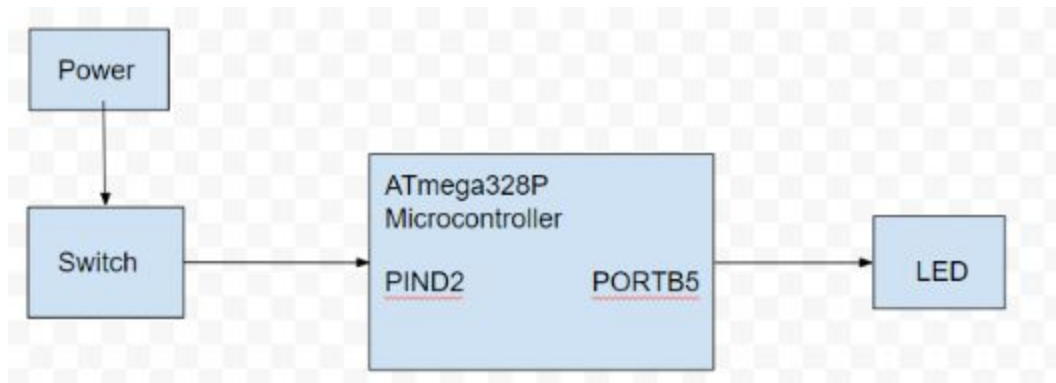 Power
Switch
ATmega328P
Microcontroller
PIND2 PORTB5
LED